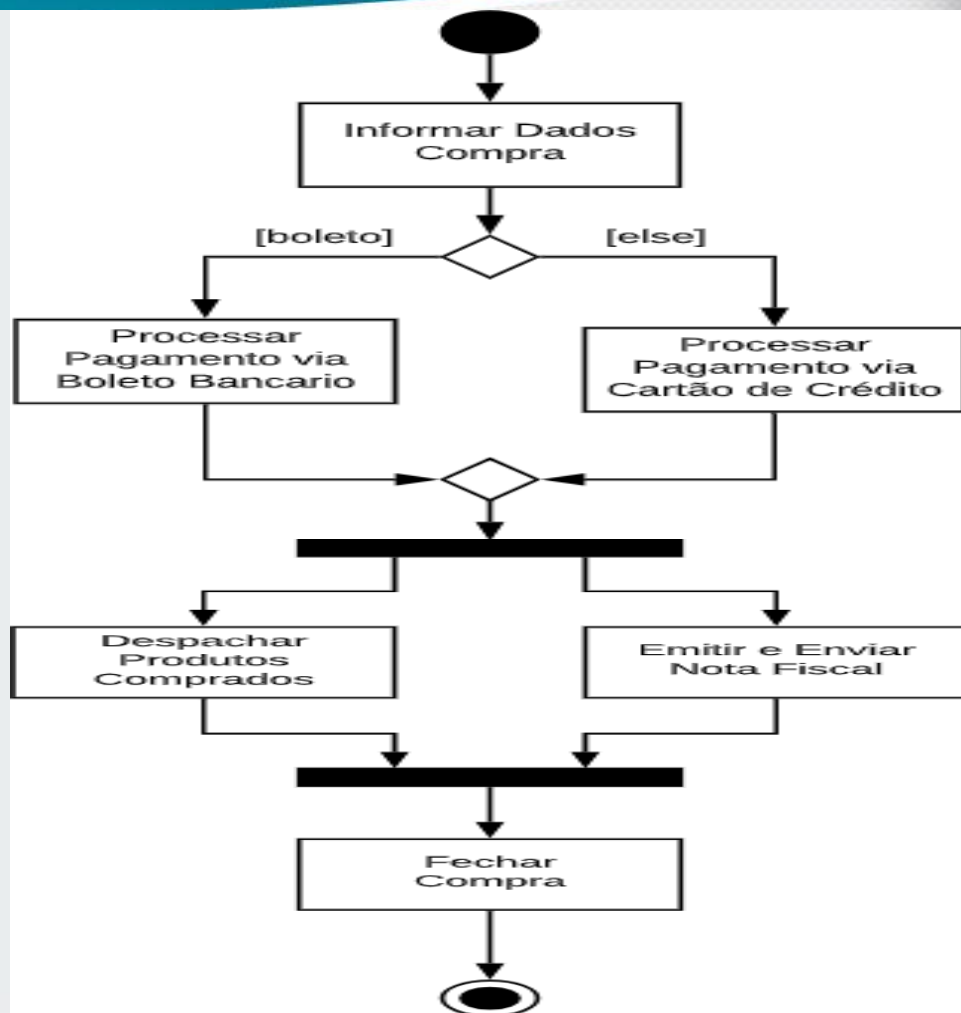 Informar Dados
Compra
[boleto]
[else]
Processar
Pagamento via
Boleto Bancario
Processar
Pagamento via
Cartão de Crédito
Despachar
Produtos
Comprados
Emitir e Enviar
Nota Fiscal
Fechar
Compra